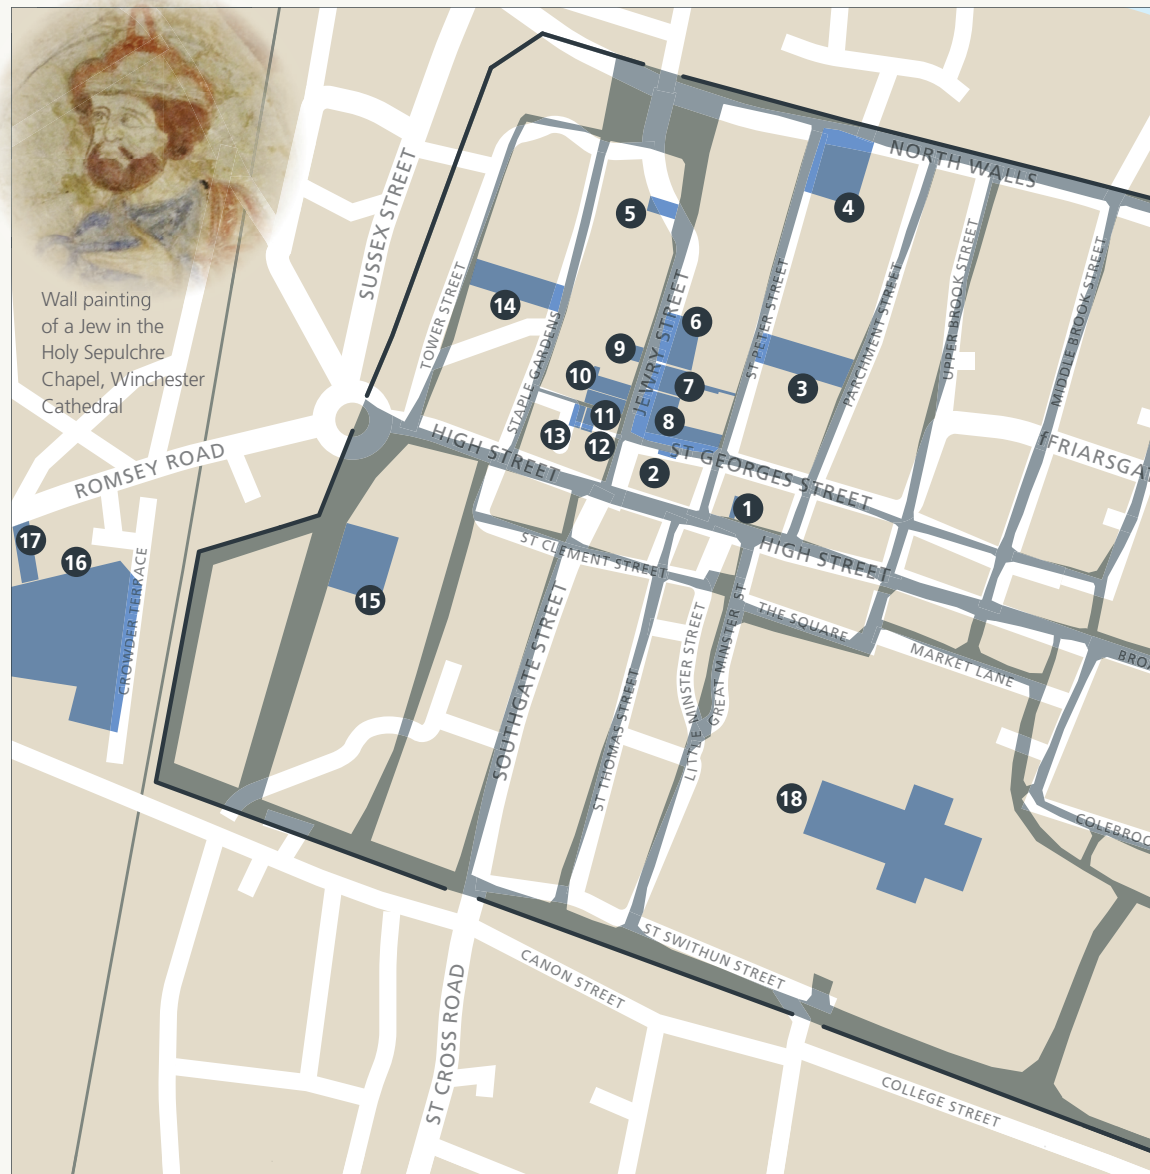 Wall painting
of a Jew in the
Holy Sepulchre
Chapel, Winchester
Cathedral
SUSSEX STREET
NORTH WALLS
TOWER STREET
STAPLE GARDENS
JEWRY STREET
ST PETER STREET
PARCHMENT STREET
UPPER BROOK STREET
MIDDLE BROOK STREET
fFRIARSGA
ROMSEY ROAD
HIGH STREET
ST GEORGES STREET
ST CLEMENT STREET
HIGH STREET
CROWDER TERRACE
SOUTHGATE STREET
ST THOMAS STREET
LITTLE MINSTER STREET
GREAT MINSTER ST
THE SQUARE
MARKET LANE
BROA
COLEBROO
ST SWITHUN STREET
CANON STREET
ST CROSS ROAD
COLLEGE STREET
1
2
3
4
5
6
7
8
9
10
11
12
13
14
15
16
17
18